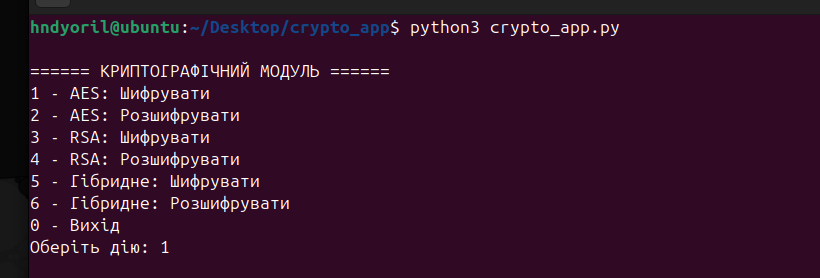 hndyoril@ubuntu:~/Desktop/crypto_app$ python3 crypto_app.py
====== КРИПТОГРАФІЧНИЙ МОДУЛЬ ======
1 - AES: Шифрувати
2 - AES: Розшифрувати
3 - RSA: Шифрувати
4 - RSA: Розшифрувати
5 - Гібридне: Шифрувати
6 - Гібридне: Розшифрувати
0 - Вихід
Оберіть дію: 1